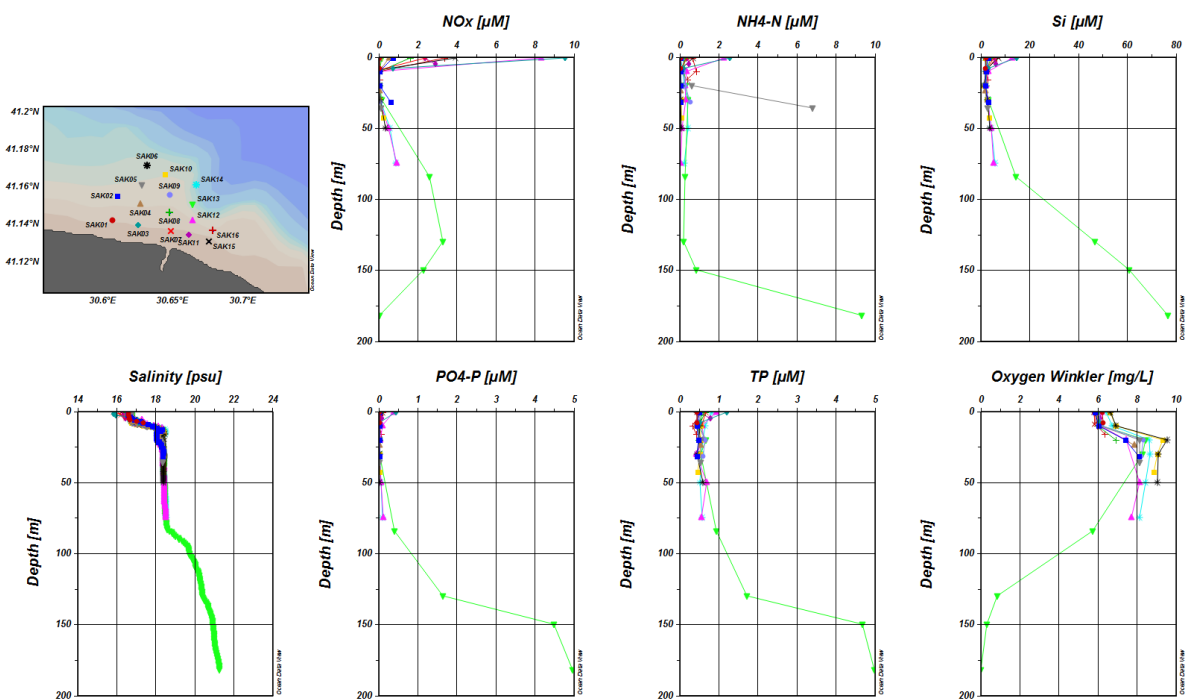 NOx [µM]
0 2 4 6 8 10
0
50
100
150
200
Depth [m]
Ocean Data View
NH4-N [µM]
0 2 4 6 8 10
0
50
100
150
200
Depth [m]
Ocean Data View
Si [µM]
0 20 40 60 80
0
50
100
150
200
Depth [m]
Ocean Data View
41.2°N
41.18°N
41.16°N
41.14°N
41.12°N
30.6°E 30.65°E 30.7°E
SAK06
SAK10
SAK05
SAK14
SAK09
SAK02
SAK13
SAK04
SAK12
SAK01
SAK08
SAK03
SAK07
SAK11
SAK16
SAK15
Ocean Data View
Salinity [psu]
14 16 18 20 22 24
0
50
100
150
200
Depth [m]
Ocean Data View
PO4-P [µM]
0 1 2 3 4 5
0
50
100
150
200
Depth [m]
Ocean Data View
TP [µM]
0 1 2 3 4 5
0
50
100
150
200
Depth [m]
Ocean Data View
Oxygen Winkler [mg/L]
0 2 4 6 8 10
0
50
100
150
200
Depth [m]
Ocean Data View